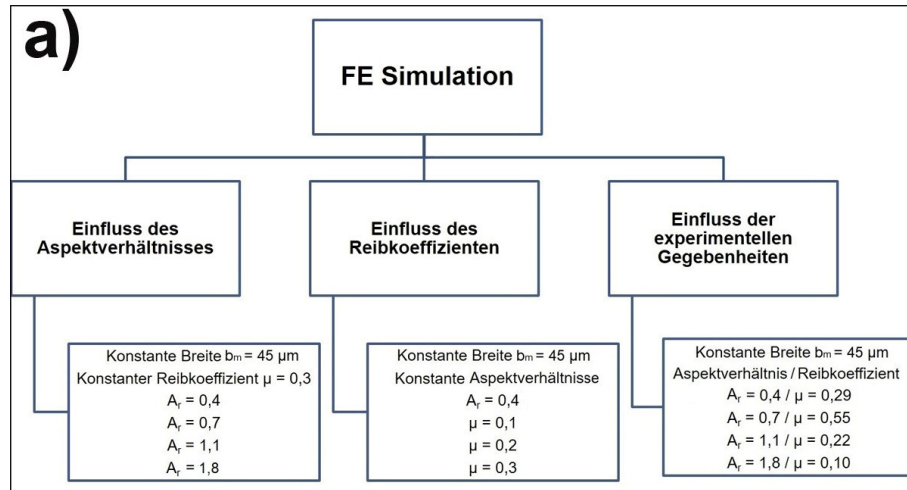 a)
FE Simulation
Einfluss des
Aspektverhältnisses
Einfluss des
Reibkoeffizienten
Einfluss der
experimentellen
Gegebenheiten
Konstante Breite bm = 45 µm
Konstanter Reibkoeffizient µ = 0,3
Ar = 0,4
Ar = 0,7
Ar = 1,1
Ar = 1,8
Konstante Breite bm = 45 µm
Konstante Aspektverhältnisse
Ar = 0,4
µ = 0,1
µ = 0,2
µ = 0,3
Konstante Breite bm = 45 µm
Aspektverhältnis / Reibkoeffizient
Ar = 0,4 / µ = 0,29
Ar = 0,7 / µ = 0,55
Ar = 1,1 / µ = 0,22
Ar = 1,8 / µ = 0,10